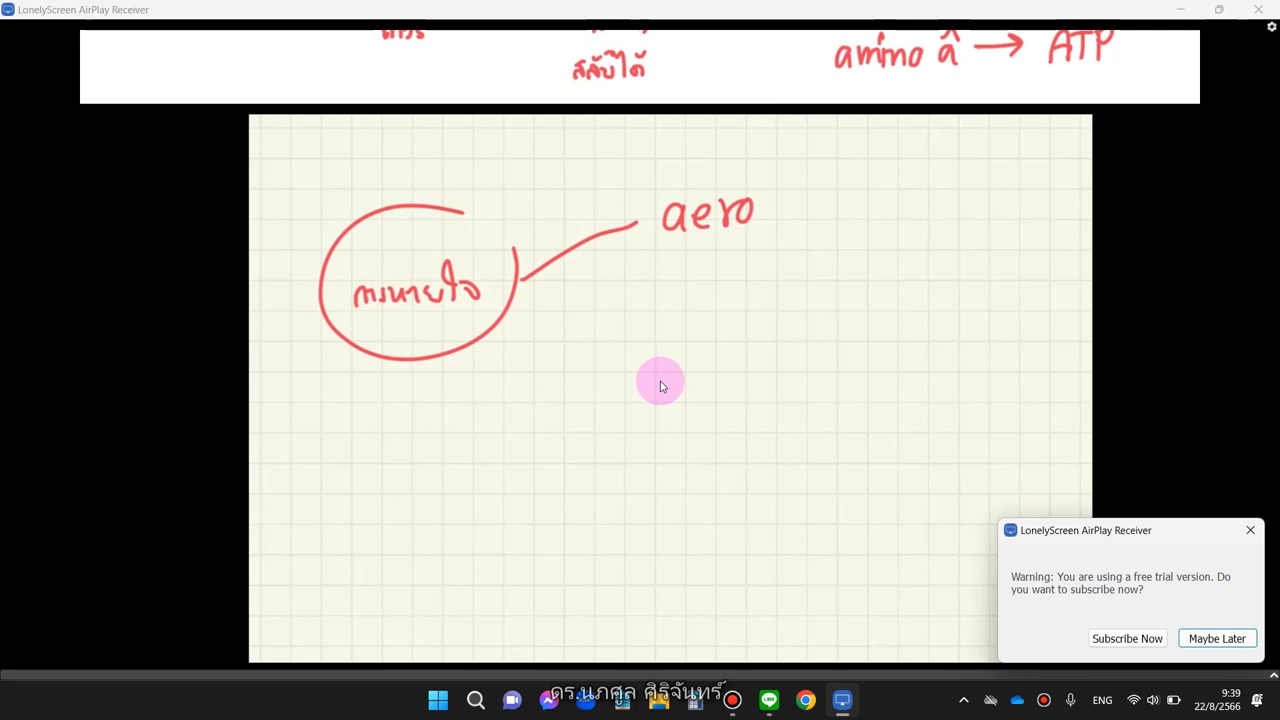 LonelyScreen AirPlay Receiver
สลับได้
amino â → ATP
aero
การหายใจ
LonelyScreen AirPlay Receiver
Warning: You are using a free trial version. Do
you want to subscribe now?
Subscribe Now
Maybe Later
ดร.นภศูล ศิริจันทร์
ENG
9:39
22/8/2566